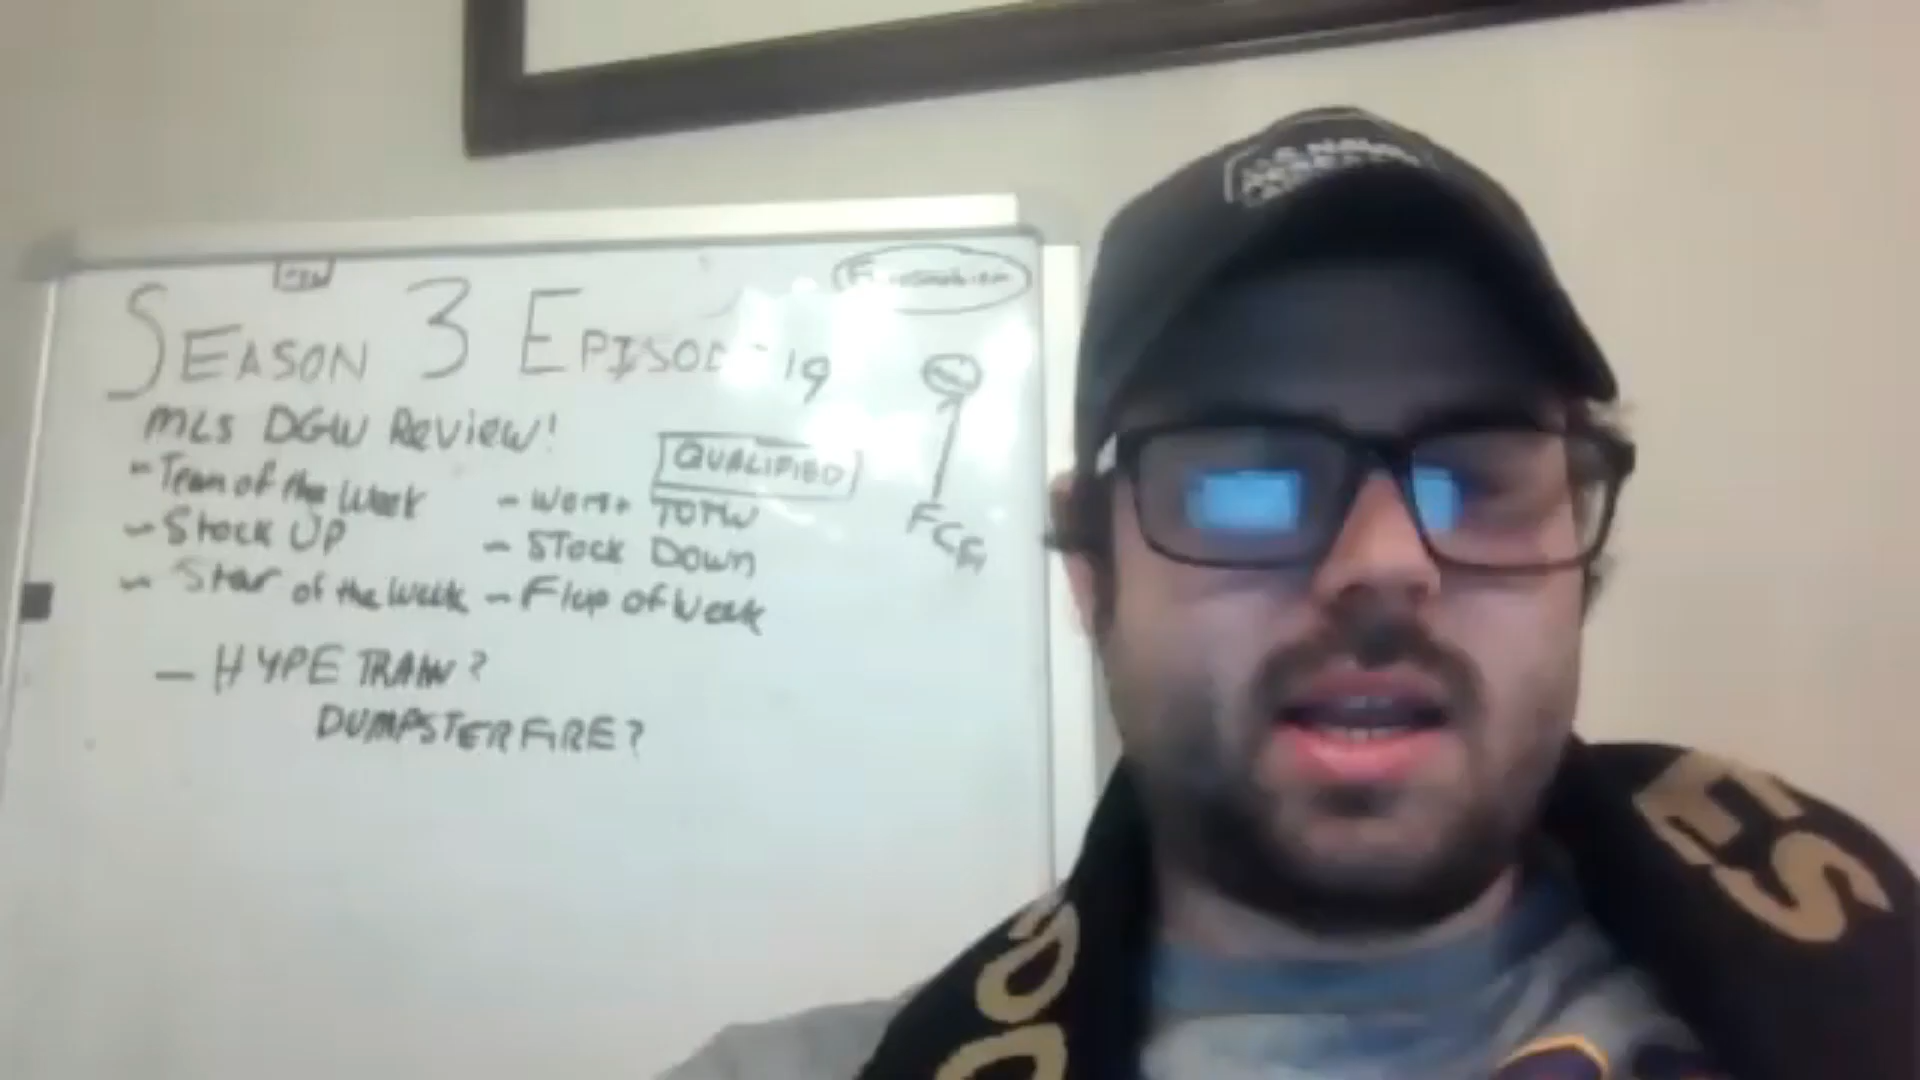 SEASON 3 EPISODE 19
MLS DGW Review!
- Team of the Week
- Worst TOTW
QUALIFIED
- Stock UP
- STock Down
- Star of the Week
- Flop of Week
- HYPE TRAIN?
DUMPSTER FIRE?
FCF
ES